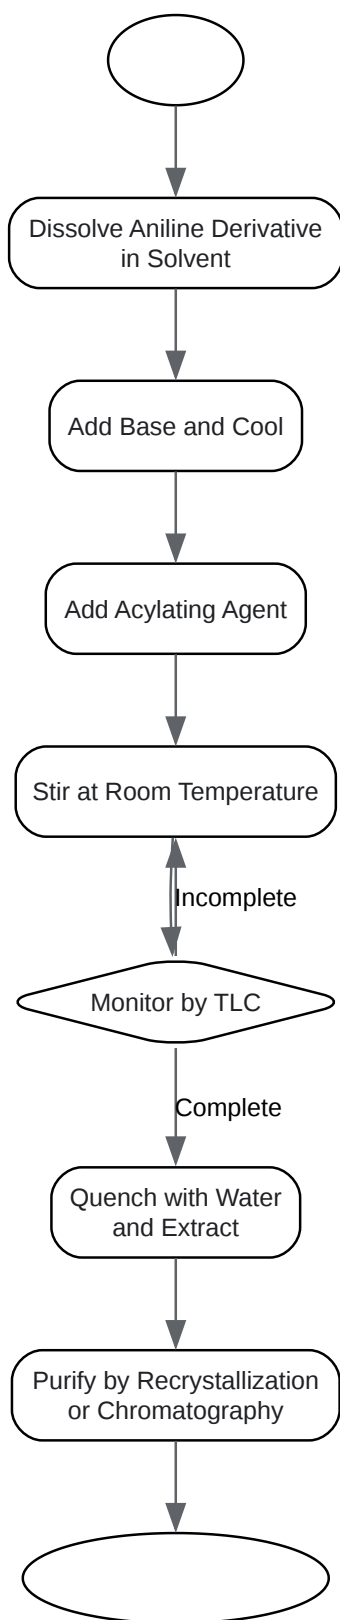 Dissolve Aniline Derivative
in Solvent
Add Base and Cool
Add Acylating Agent
Stir at Room Temperature
Incomplete
Monitor by TLC
Complete
Quench with Water
and Extract
Purify by Recrystallization
or Chromatography